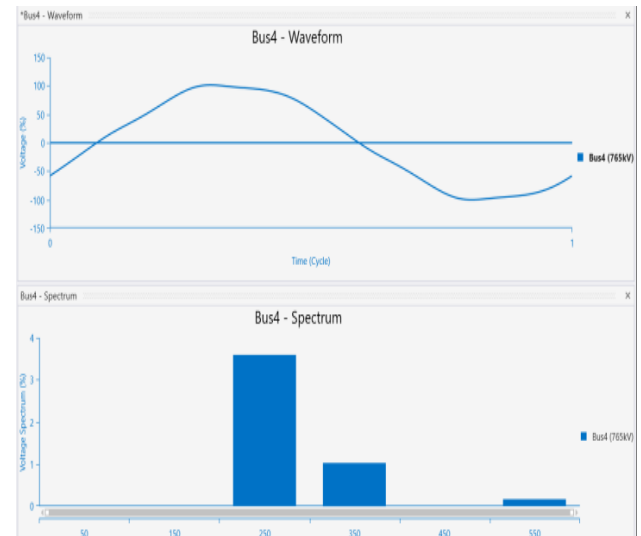 *Bus4 - Waveform
x
Bus4 - Waveform
150
100
50
0
-50
-100
-150
Voltage (%)
0
1
Time (Cycle)
Bus4 (765kV)
Bus4 - Spectrum
x
Bus4 - Spectrum
4
3
2
1
0
Voltage Spectrum (%)
Bus4 (765kV)
50 150 250 350 450 550